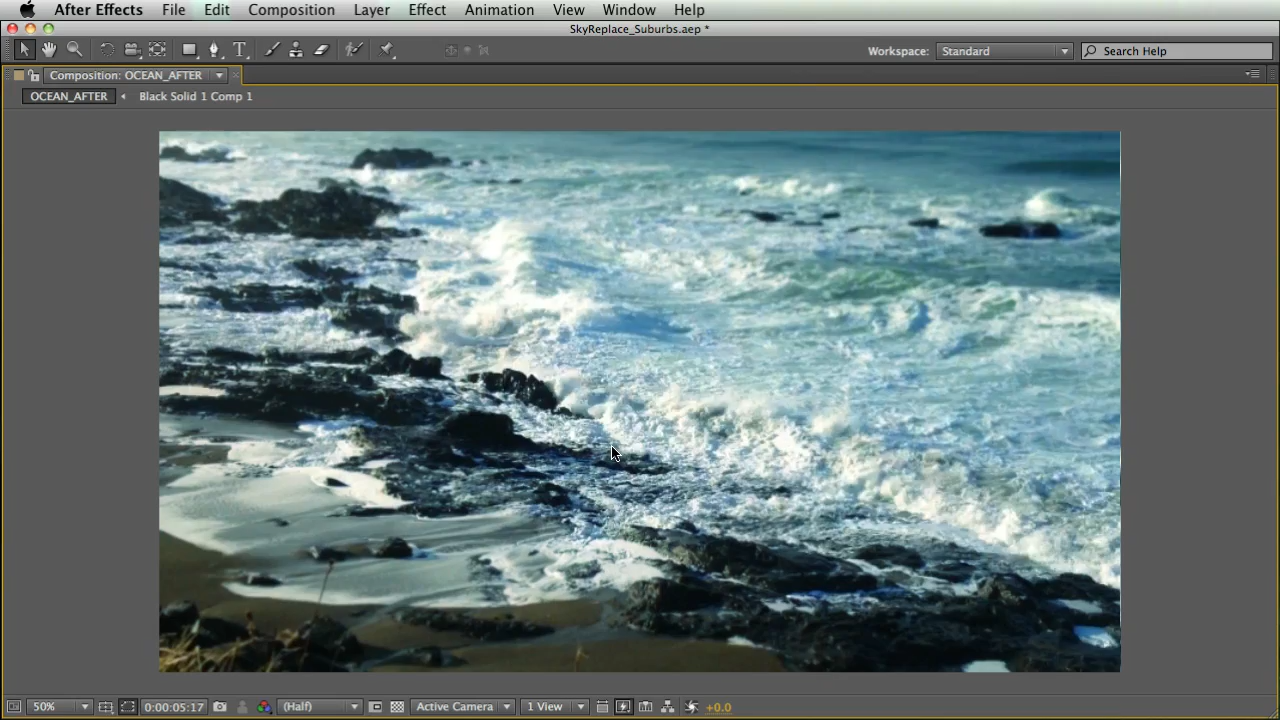 After Effects File Edit Composition Layer Effect Animation View Window Help
SkyReplace_Suburbs.aep *
T Workspace: Standard Search Help
Composition: OCEAN_AFTER
OCEAN_AFTER Black Solid 1 Comp 1
50% 0:00:05:17 (Half) Active Camera 1 View +0.0